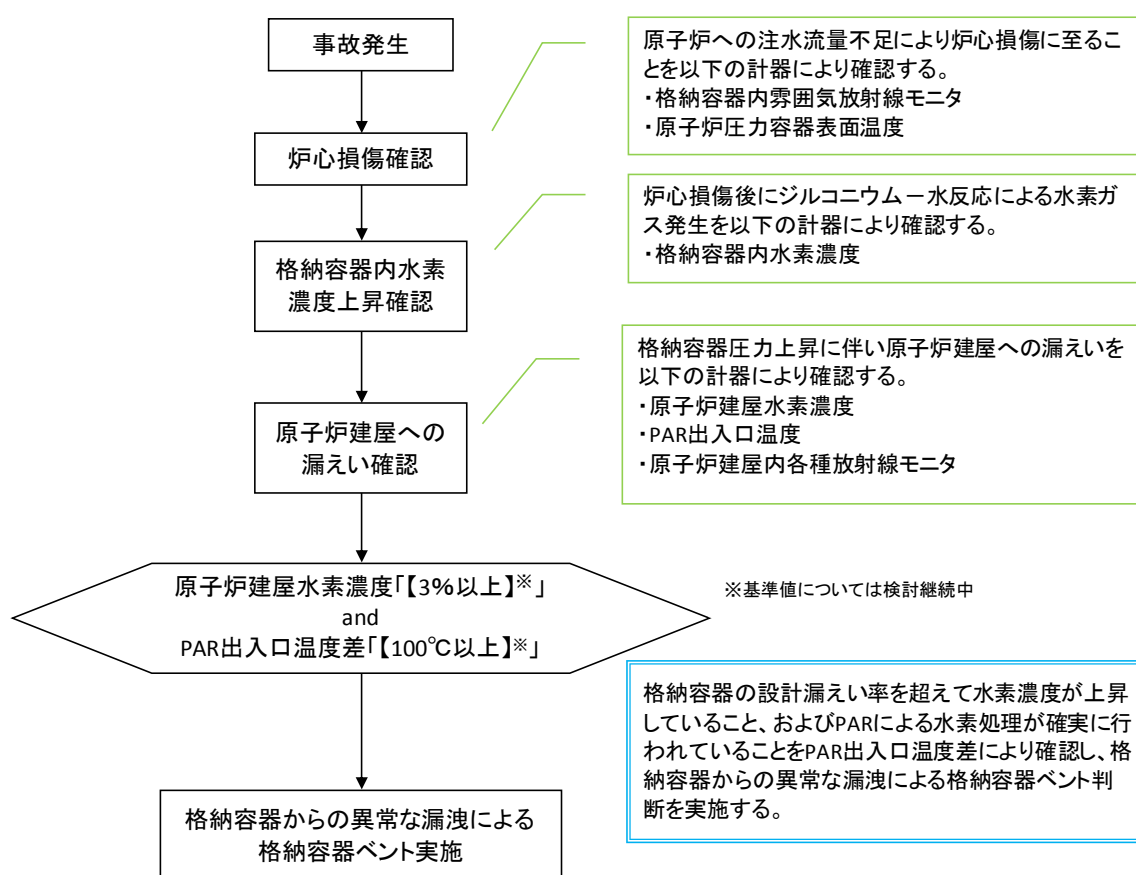 事故発生
原子炉への注水流量不足により炉心損傷に至るこ
とを以下の計器により確認する。
・格納容器内雰囲気放射線モニタ
・原子炉圧力容器表面温度
炉心損傷確認
炉心損傷後にジルコニウム－水反応による水素ガ
ス発生を以下の計器により確認する。
・格納容器内水素濃度
格納容器内水素
濃度上昇確認
格納容器圧力上昇に伴い原子炉建屋への漏えいを
以下の計器により確認する。
・原子炉建屋水素濃度
・PAR出入口温度
・原子炉建屋内各種放射線モニタ
原子炉建屋への
漏えい確認
原子炉建屋水素濃度「【3%以上】※」
and
PAR出入口温度差「【100℃以上】※」
※基準値については検討継続中
格納容器の設計漏えい率を超えて水素濃度が上昇
していること、およびPARによる水素処理が確実に行
われていることをPAR出入口温度差により確認し、格
納容器からの異常な漏洩による格納容器ベント判
断を実施する。
格納容器からの異常な漏洩による
格納容器ベント実施